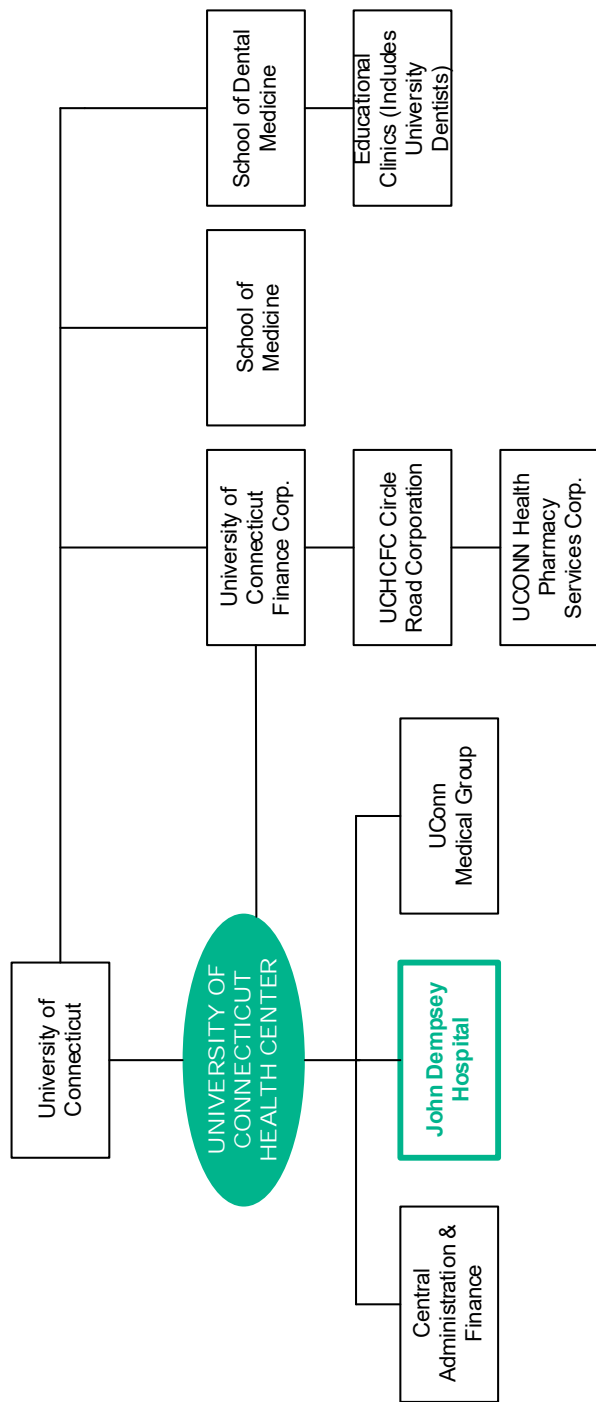 University of
Connecticut
UNIVERSITY OF
CONNECTICUT
HEALTH CENTER
University of
Connecticut
Finance Corp.
School of
Medicine
School of Dental
Medicine
UCHCFC Circle
Road Corporation
Educational
Clinics (Includes
University
Dentists)
Central
Administration &
Finance
John Dempsey
Hospital
UConn
Medical Group
UCONN Health
Pharmacy
Services Corp.